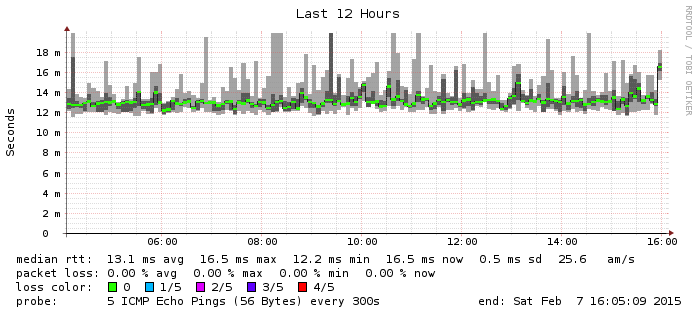 Last 12 Hours
RRDTOOL / TOBI OETIKER
Seconds
18 m
16 m
14 m
12 m
10 m
8 m
6 m
4 m
2 m
0
06:00 08:00 10:00 12:00 14:00 16:00
median rtt: 13.1 ms avg 16.5 ms max 12.2 ms min 16.5 ms now 0.5 ms sd 25.6 am/s
packet loss: 0.00 % avg 0.00 % max 0.00 % min 0.00 % now
loss color: 0 1/5 2/5 3/5 4/5
probe: 5 ICMP Echo Pings (56 Bytes) every 300s end: Sat Feb 7 16:05:09 2015